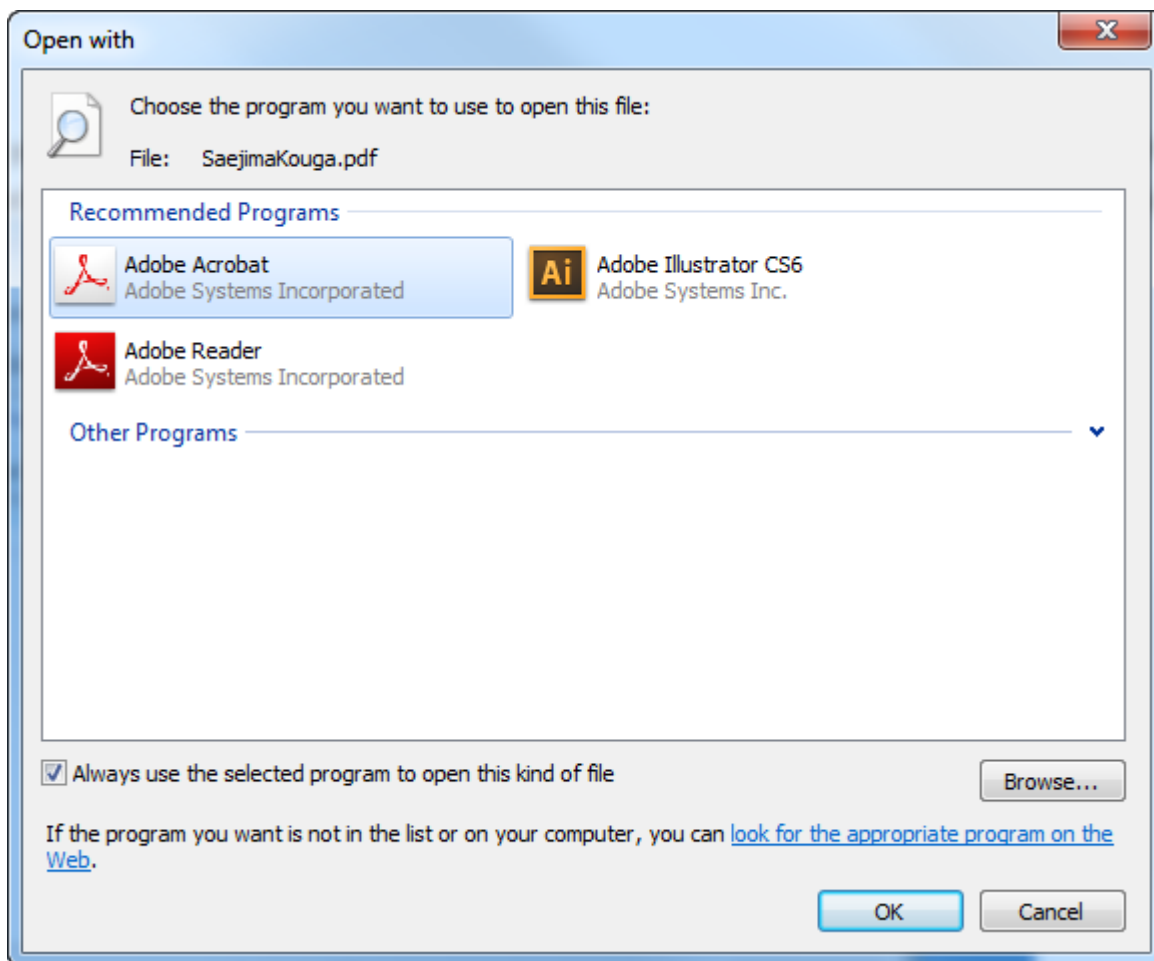 Open with
Choose the program you want to use to open this file:
File: SaejimaKouga.pdf
Recommended Programs
Adobe Acrobat
Adobe Systems Incorporated
Ai
Adobe Illustrator CS6
Adobe Systems Inc.
Adobe Reader
Adobe Systems Incorporated
Other Programs
Always use the selected program to open this kind of file
Browse...
If the program you want is not in the list or on your computer, you can look for the appropriate program on the
Web.
OK
Cancel